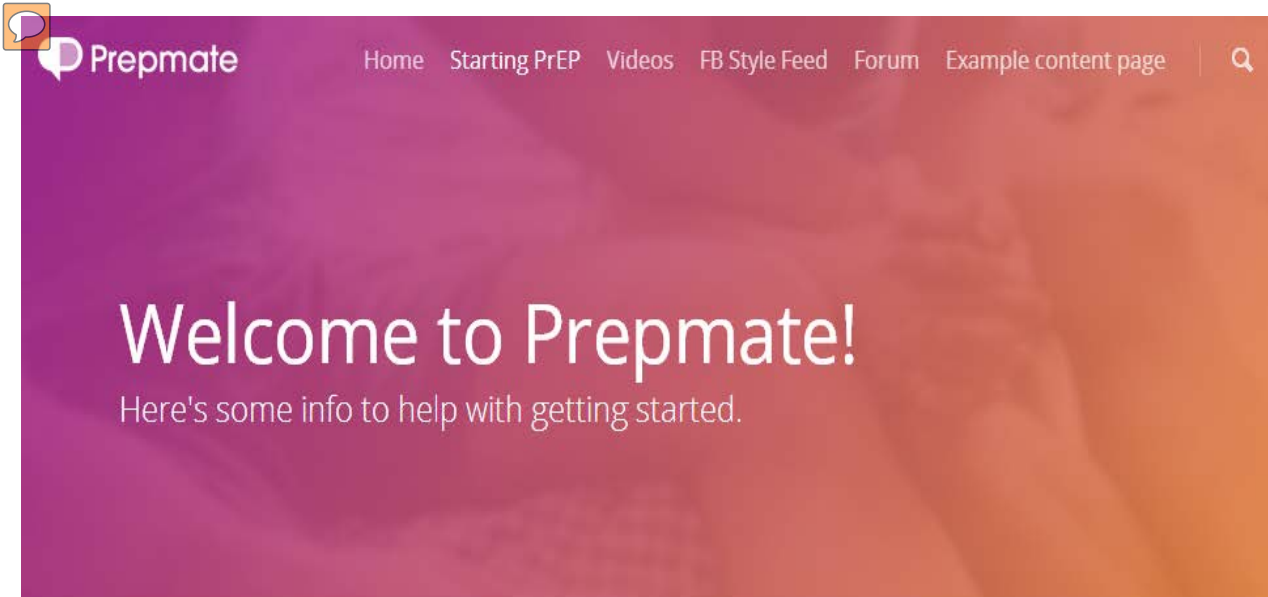 Prepmate Home Starting PrEP Videos FB Style Feed Forum Example content page
Welcome to Prepmate!
Here's some info to help with getting started.